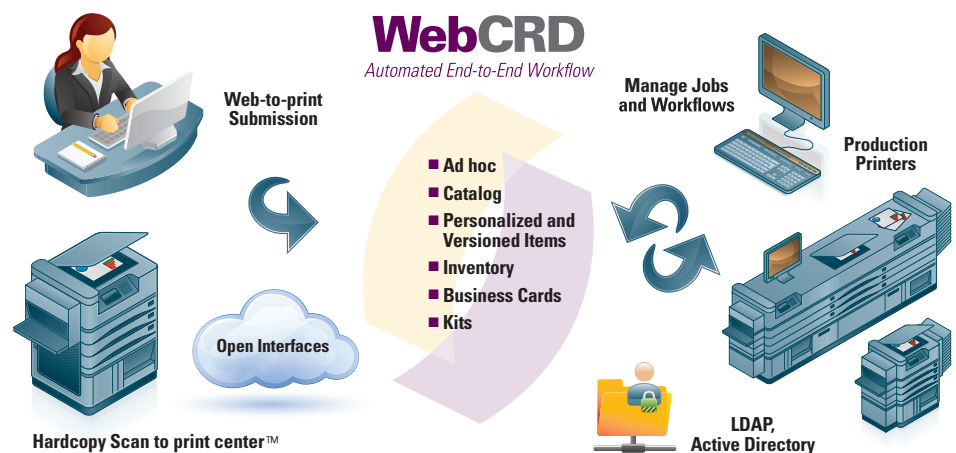 WebCRD
Automated End-to-End Workflow
Web-to-print
Submission
Manage Jobs
and Workflows
Production
Printers
■ Ad hoc
■ Catalog
■ Personalized and
Versioned Items
■ Inventory
■ Business Cards
■ Kits
Open Interfaces
Hardcopy Scan to print center™
LDAP,
Active Directory